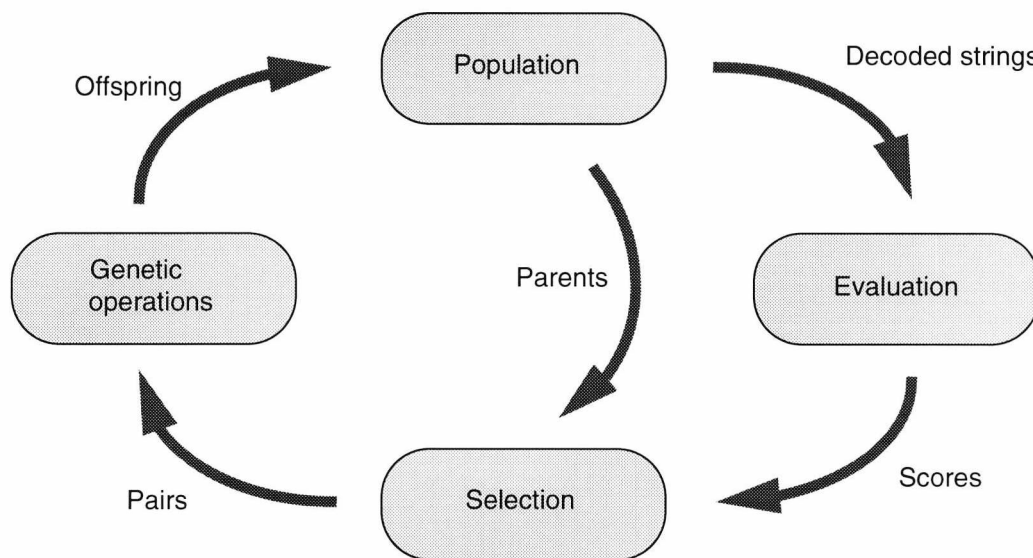 Population
Decoded strings
Offspring
Genetic
operations
Parents
Evaluation
Pairs
Selection
Scores